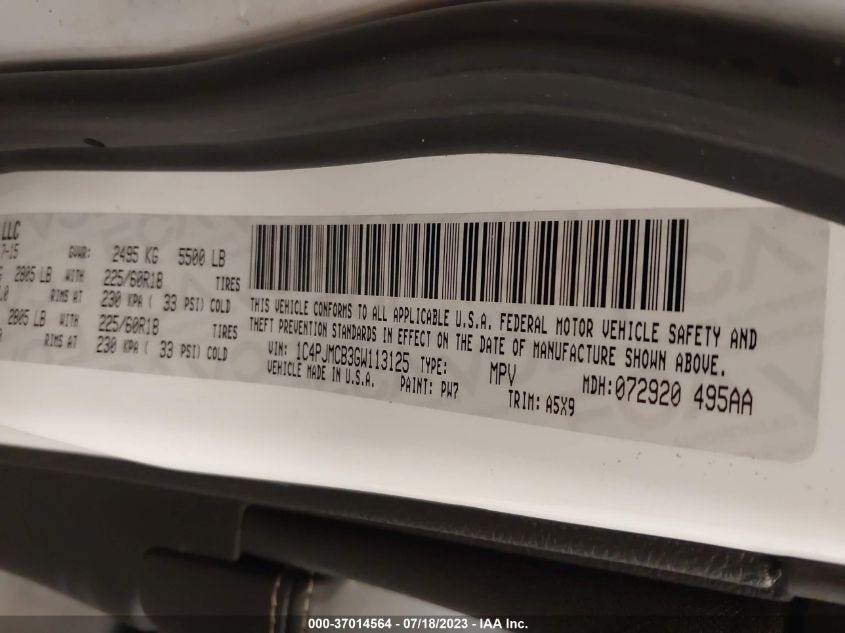 LLC
7-15 GVWR: 2495 KG 5500 LB
2805 LB WITH 225/60R18 TIRES
RIMS AT 230 KPA ( 33 PSI) COLD
2805 LB WITH 225/60R18 TIRES
RIMS AT 230 KPA ( 33 PSI) COLD
THIS VEHICLE CONFORMS TO ALL APPLICABLE U.S.A. FEDERAL MOTOR VEHICLE SAFETY AND
THEFT PREVENTION STANDARDS IN EFFECT ON THE DATE OF MANUFACTURE SHOWN ABOVE.
VIN: 1C4PJMCB3GW113125 TYPE: MPV MDH:072920 495AA
VEHICLE MADE IN U.S.A. PAINT: PW7 TRIM: A5X9
000-37014564 - 07/18/2023 - IAA Inc.